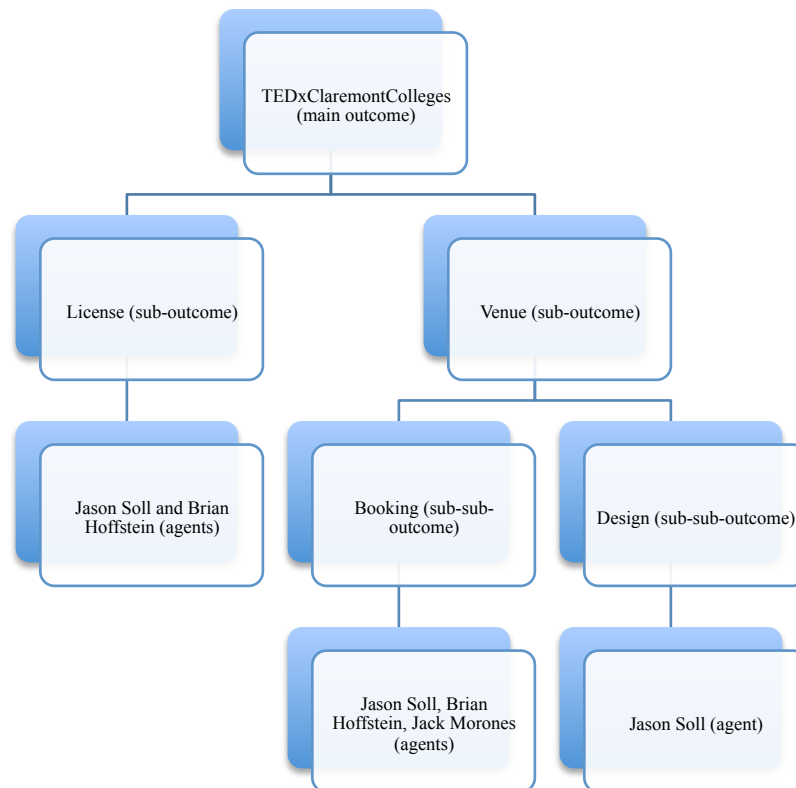 TEDxClaremontColleges
(main outcome)
License (sub-outcome)
Venue (sub-outcome)
Jason Soll and Brian
Hoffstein (agents)
Booking (sub-sub-
outcome)
Design (sub-sub-outcome)
Jason Soll, Brian
Hoffstein, Jack Morones
(agents)
Jason Soll (agent)